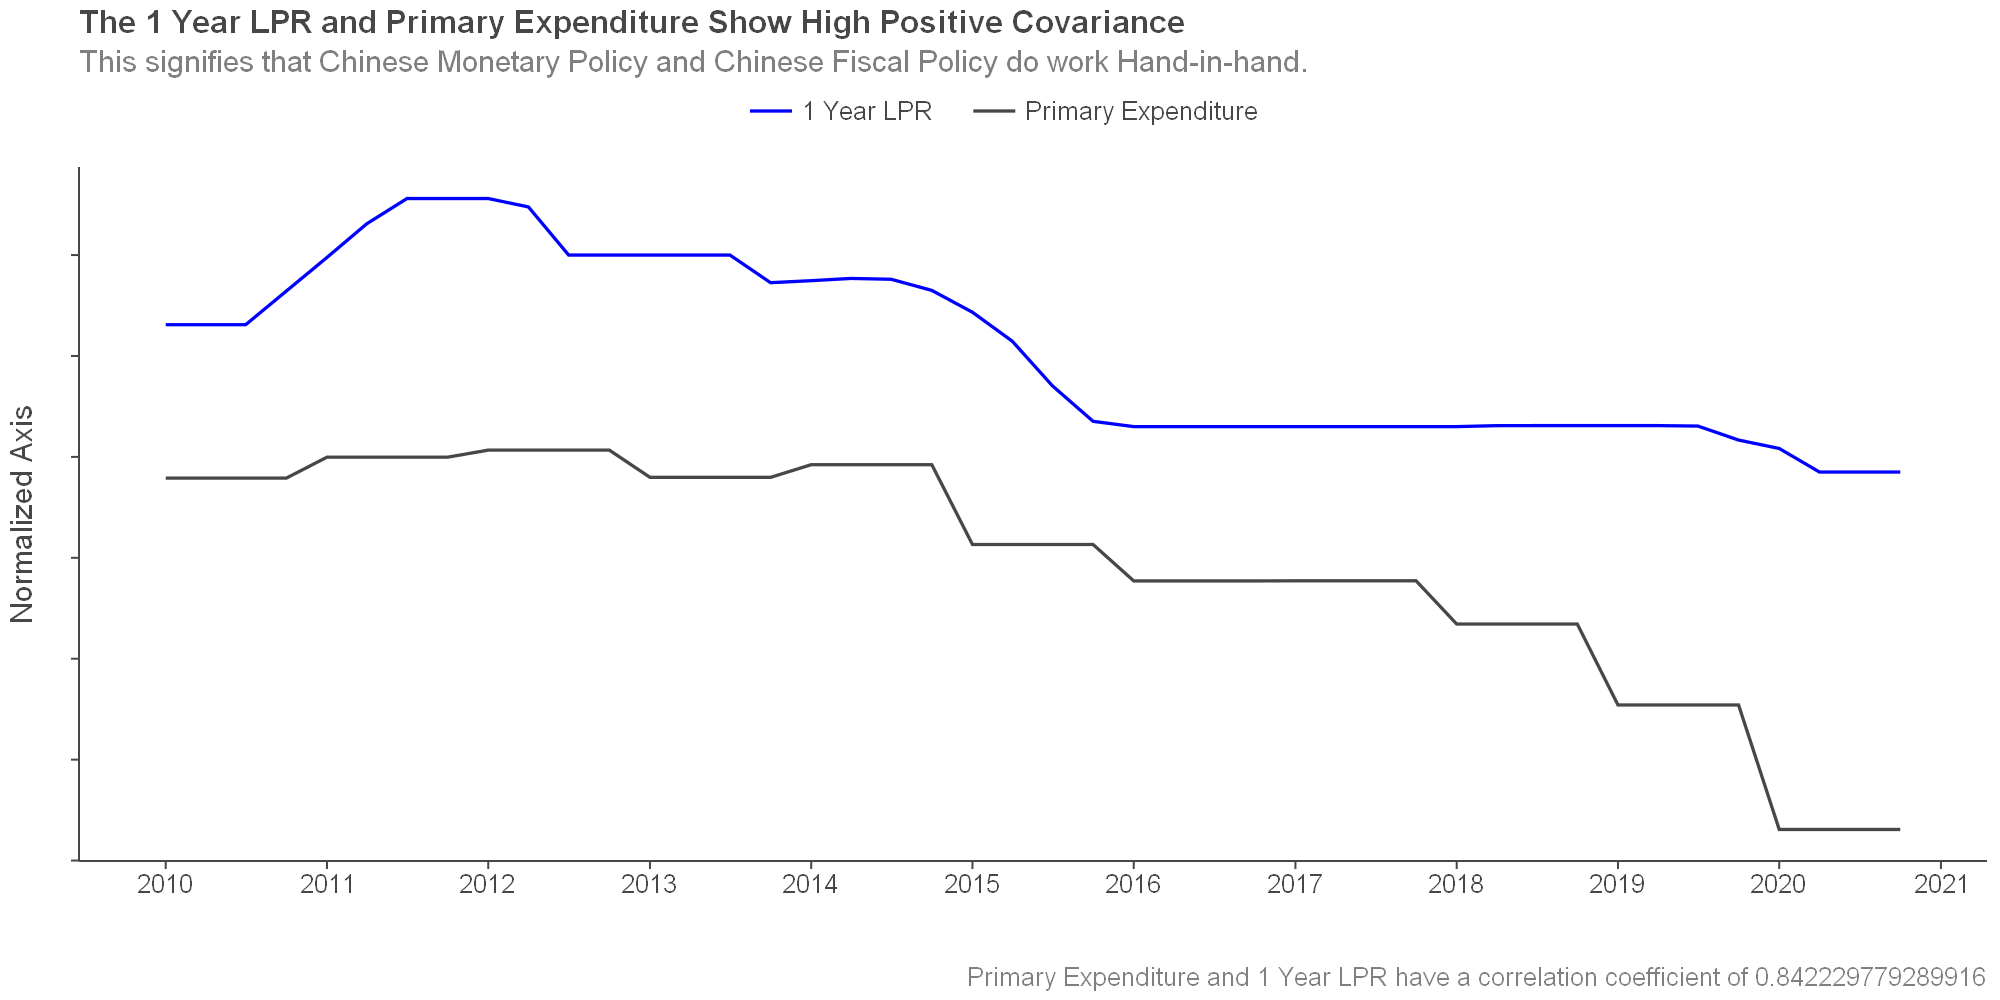 The 1 Year LPR and Primary Expenditure Show High Positive Covariance
This signifies that Chinese Monetary Policy and Chinese Fiscal Policy do work Hand-in-hand.
1 Year LPR Primary Expenditure
Normalized Axis
2010 2011 2012 2013 2014 2015 2016 2017 2018 2019 2020 2021
Primary Expenditure and 1 Year LPR have a correlation coefficient of 0.842229779289916